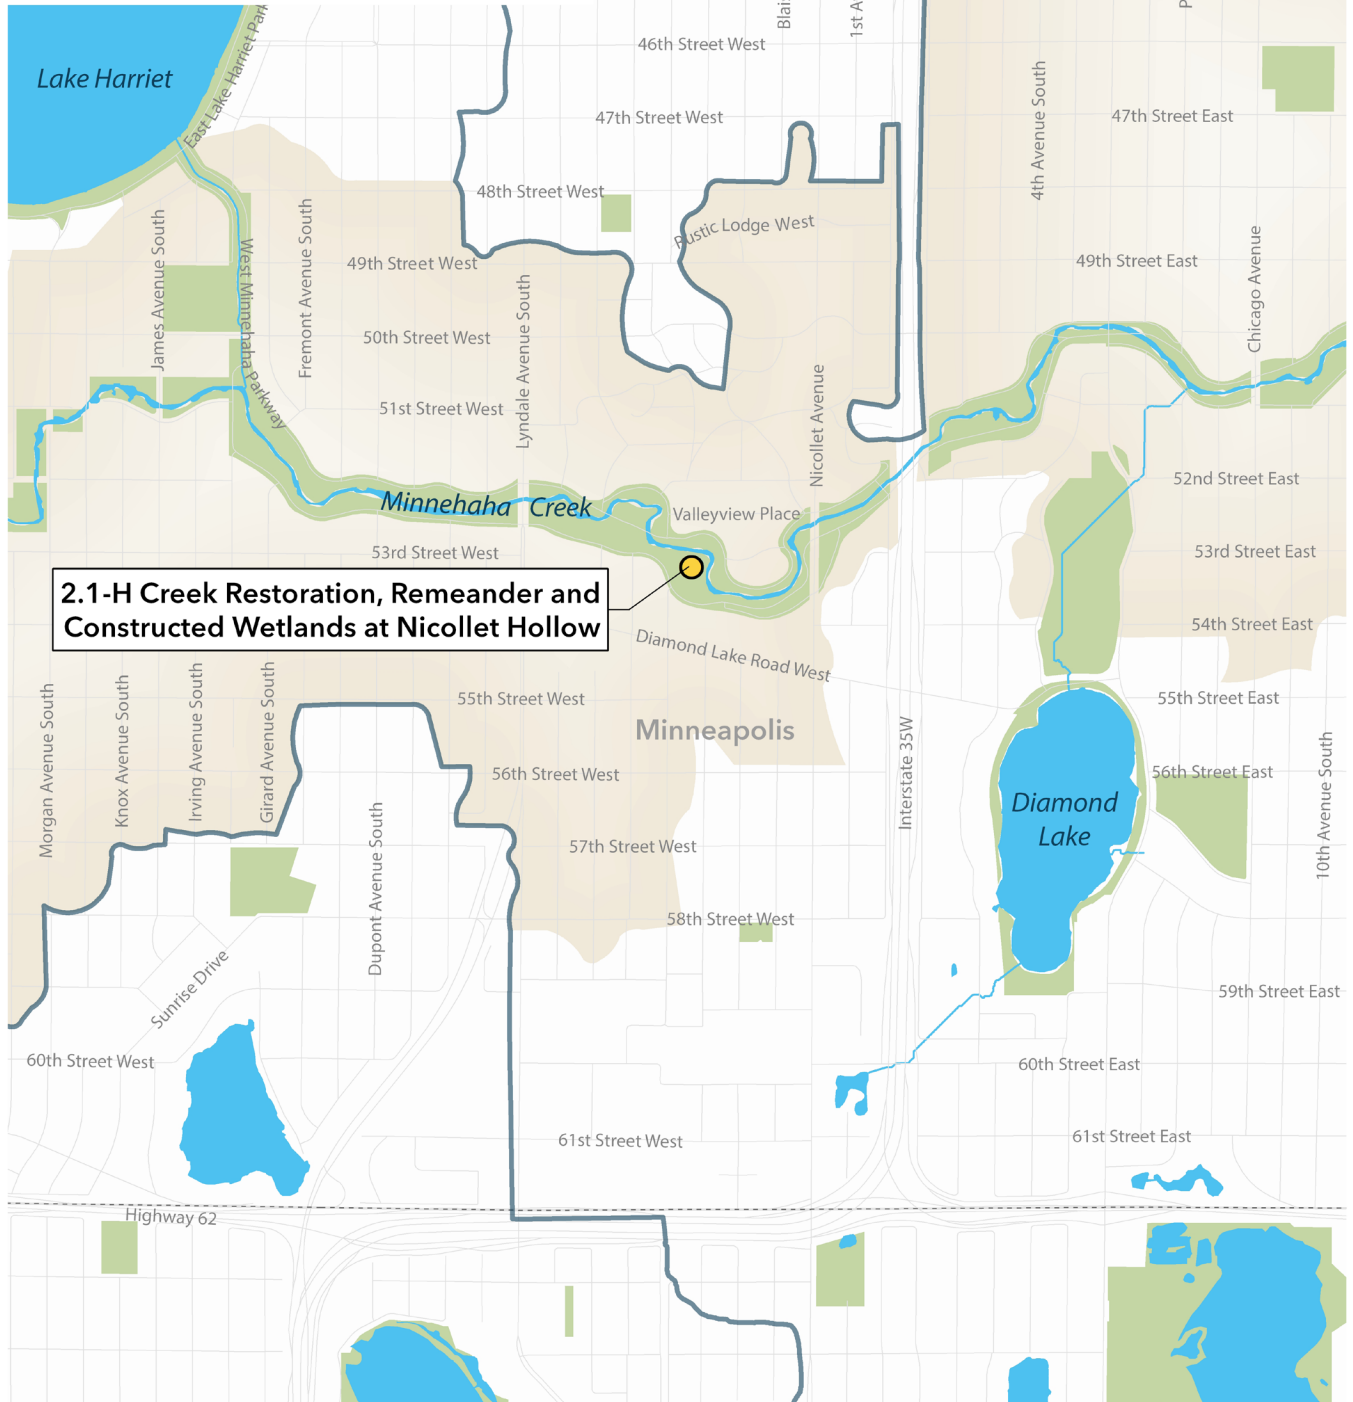 Blais
1st A
P
46th Street West
Lake Harriet
East Lake Harriet Park
47th Street West
47th Street East
4th Avenue South
48th Street West
Rustic Lodge West
49th Street West
49th Street East
James Avenue South
West Minnehaha Parkway
Fremont Avenue South
Lyndale Avenue South
Chicago Avenue
50th Street West
51st Street West
Nicollet Avenue
52nd Street East
Minnehaha Creek
Valleyview Place
53rd Street West
53rd Street East
2.1-H Creek Restoration, Remeander and
Constructed Wetlands at Nicollet Hollow
54th Street East
Diamond Lake Road West
55th Street West
55th Street East
Morgan Avenue South
Knox Avenue South
Irving Avenue South
Girard Avenue South
Minneapolis
Interstate 35W
56th Street West
56th Street East
10th Avenue South
Diamond
Lake
Dupont Avenue South
57th Street West
58th Street West
Sunrise Drive
59th Street East
60th Street West
60th Street East
61st Street West
61st Street East
Highway 62